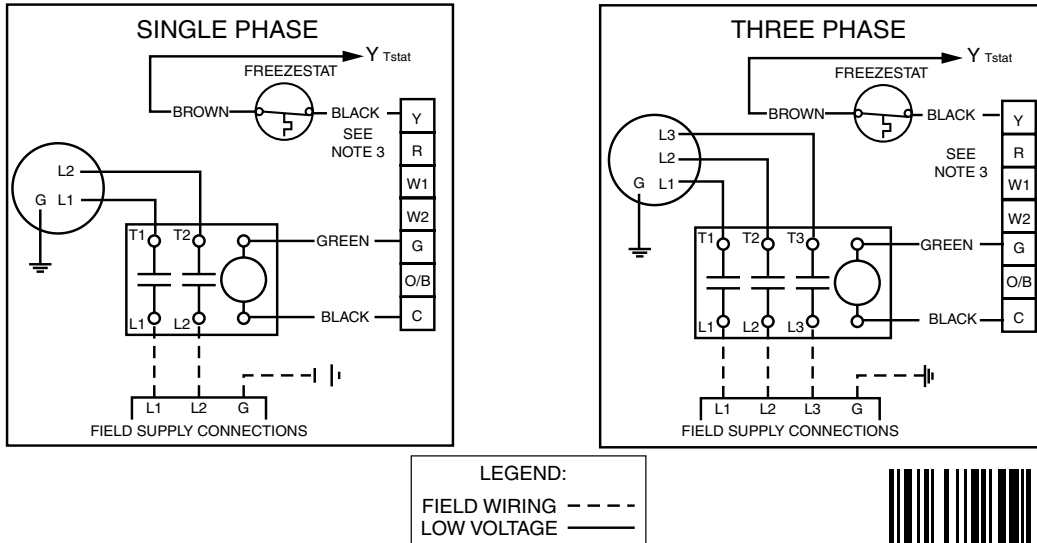 SINGLE PHASE
Y Tstat
FREEZESTAT
BROWN
BLACK
SEE
NOTE 3
Y
R
W1
W2
G
O/B
C
L2
G L1
T1 T2
GREEN
L1 L2
BLACK
L1 L2 G
FIELD SUPPLY CONNECTIONS
THREE PHASE
Y Tstat
FREEZESTAT
BROWN
BLACK
SEE
NOTE 3
Y
R
W1
W2
G
O/B
C
L3
L2
G L1
T1 T2 T3
GREEN
L1 L2 L3
BLACK
L1 L2 L3 G
FIELD SUPPLY CONNECTIONS
LEGEND:
FIELD WIRING
LOW VOLTAGE